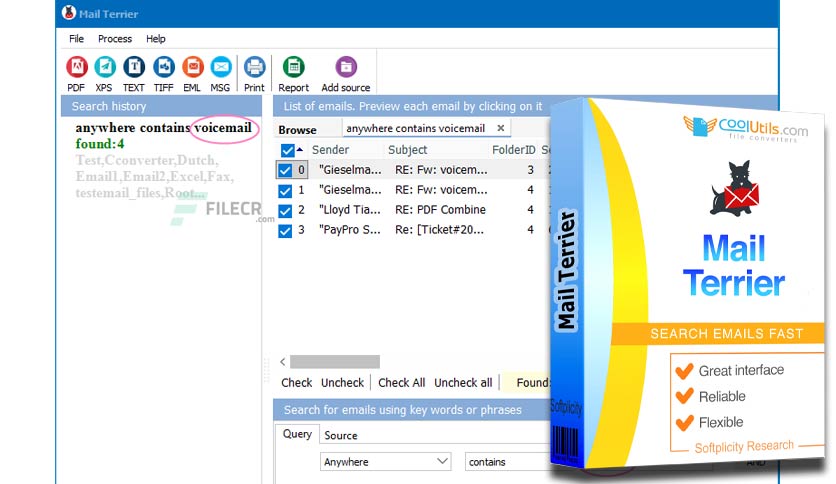 Mail Terrier
File Process Help
PDF XPS TEXT TIFF EML MSG Print Report Add source
Search history
anywhere contains voicemail
found:4
Test,Cconverter,Dutch,
Email1,Email2,Excel,Fax,
testemail_files,Root...
FILECR
.com
List of emails. Preview each email by clicking on it
Browse anywhere contains voicemail
Sender Subject FolderID
0 "Gieselma... RE: Fw: voicem... 3
1 "Gieselma... RE: Fw: voicem... 4
2 "Lloyd Tia... RE: PDF Combine 4
3 "PayPro S... Re: [Ticket#20... 4
Check Uncheck Check All Uncheck all Found:
Search for emails using key words or phrases
Query Source
Anywhere contains
AND
Mail Terrier
Softplicity
CoolUtils.com
file converters
Mail
Terrier
SEARCH EMAILS FAST
Great interface
Reliable
Flexible
Softplicity Research